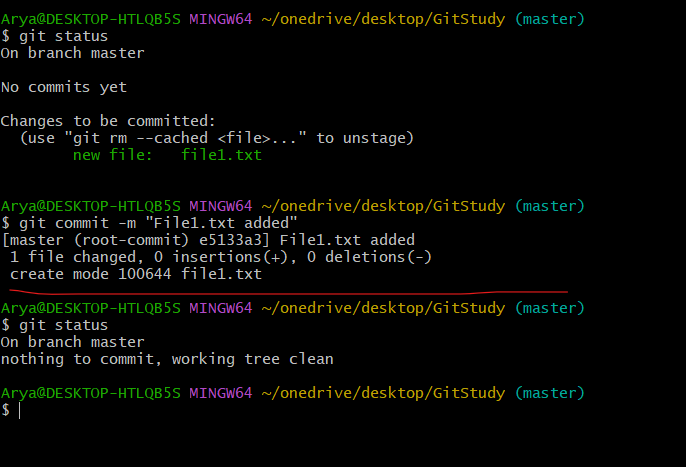 Arya@DESKTOP-HTLQB5S MINGW64 ~/onedrive/desktop/GitStudy (master)
$ git status
On branch master
No commits yet
Changes to be committed:
  (use "git rm --cached <file>..." to unstage)
        new file:   file1.txt
Arya@DESKTOP-HTLQB5S MINGW64 ~/onedrive/desktop/GitStudy (master)
$ git commit -m "File1.txt added"
[master (root-commit) e5133a3] File1.txt added
 1 file changed, 0 insertions(+), 0 deletions(-)
 create mode 100644 file1.txt
Arya@DESKTOP-HTLQB5S MINGW64 ~/onedrive/desktop/GitStudy (master)
$ git status
On branch master
nothing to commit, working tree clean
Arya@DESKTOP-HTLQB5S MINGW64 ~/onedrive/desktop/GitStudy (master)
$